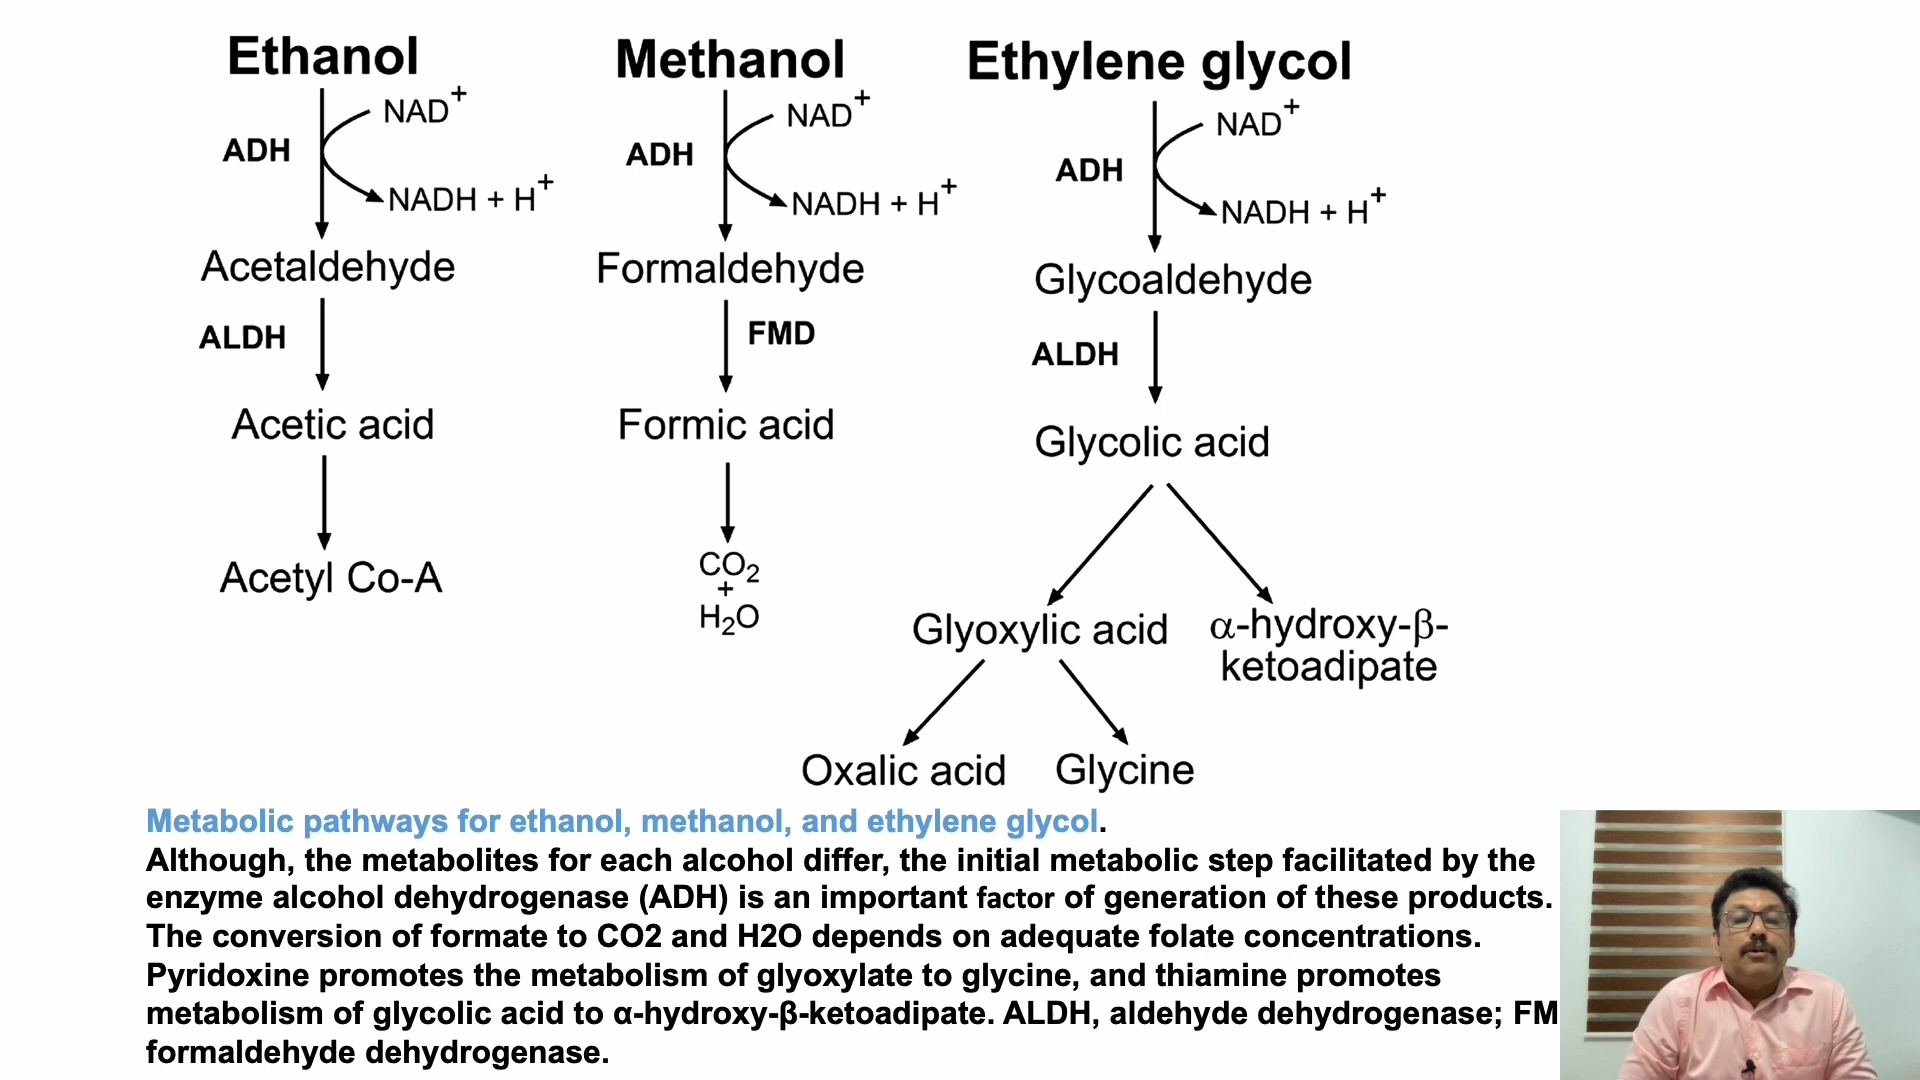 Ethanol
NAD+
ADH
NADH + H+
Acetaldehyde
ALDH
Acetic acid
Acetyl Co-A
Methanol
NAD+
ADH
NADH + H+
Formaldehyde
FMD
Formic acid
CO2
+
H2O
Ethylene glycol
NAD+
ADH
NADH + H+
Glycoaldehyde
ALDH
Glycolic acid
Glyoxylic acid
α-hydroxy-β-
ketoadipate
Oxalic acid
Glycine
Metabolic pathways for ethanol, methanol, and ethylene glycol.
Although, the metabolites for each alcohol differ, the initial metabolic step facilitated by the
enzyme alcohol dehydrogenase (ADH) is an important factor of generation of these products.
The conversion of formate to CO2 and H2O depends on adequate folate concentrations.
Pyridoxine promotes the metabolism of glyoxylate to glycine, and thiamine promotes
metabolism of glycolic acid to α-hydroxy-β-ketoadipate. ALDH, aldehyde dehydrogenase; FM
formaldehyde dehydrogenase.